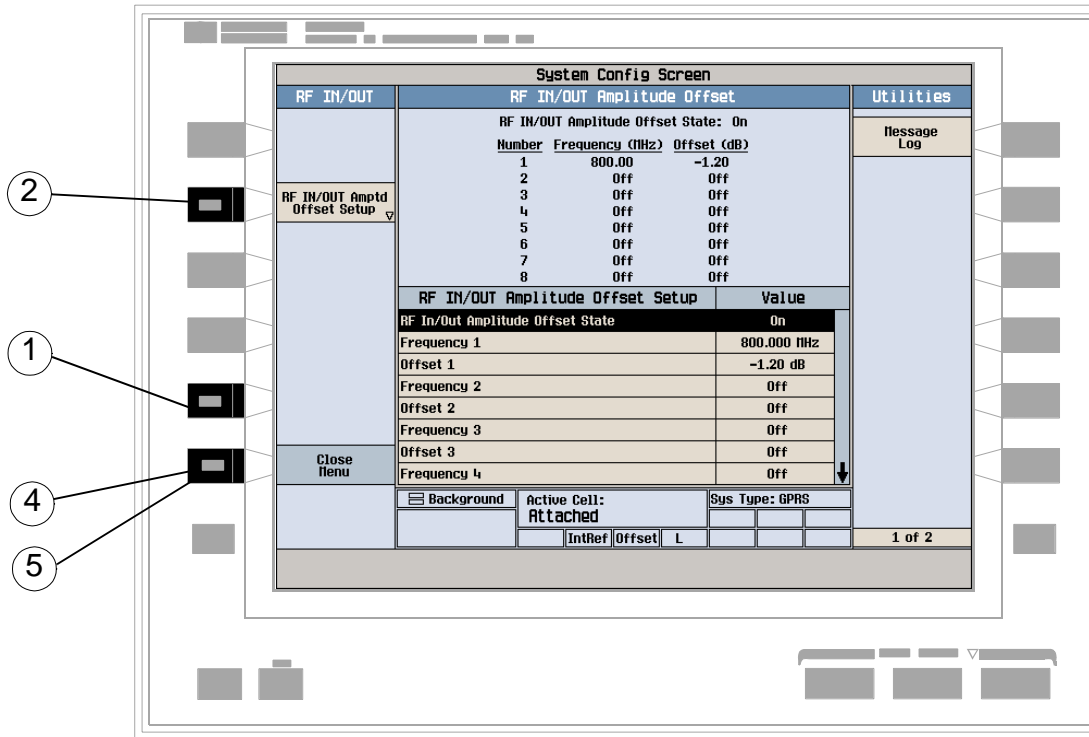 System Config Screen
RF IN/OUT
RF IN/OUT Amplitude Offset
Utilities
RF IN/OUT Amplitude Offset State: On
Number Frequency (MHz) Offset (dB)
1 800.00 -1.20
2 Off Off
3 Off Off
4 Off Off
5 Off Off
6 Off Off
7 Off Off
8 Off Off
Message
Log
2
RF IN/OUT Amptd
Offset Setup
RF IN/OUT Amplitude Offset Setup Value
RF In/Out Amplitude Offset State On
Frequency 1 800.000 MHz
Offset 1 -1.20 dB
Frequency 2 Off
Offset 2 Off
Frequency 3 Off
Offset 3 Off
Frequency 4 Off
1
Close
Menu
4
5
Background
Active Cell:
Attached
Sys Type: GPRS
IntRef Offset L
1 of 2